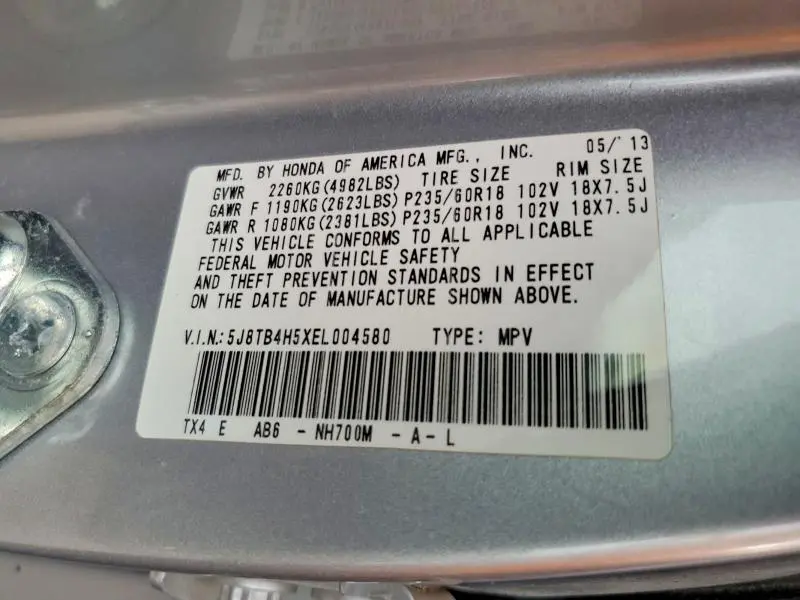 MFD. BY HONDA OF AMERICA MFG., INC. 05/'13
GVWR 2260KG(4982LBS) TIRE SIZE RIM SIZE
GAWR F 1190KG(2623LBS) P235/60R18 102V 18X7.5J
GAWR R 1080KG(2381LBS) P235/60R18 102V 18X7.5J
THIS VEHICLE CONFORMS TO ALL APPLICABLE
FEDERAL MOTOR VEHICLE SAFETY
AND THEFT PREVENTION STANDARDS IN EFFECT
ON THE DATE OF MANUFACTURE SHOWN ABOVE.
V.I.N.: 5J8TB4H5XEL004580 TYPE: MPV
TX4 E AB6 - NH700M - A - L